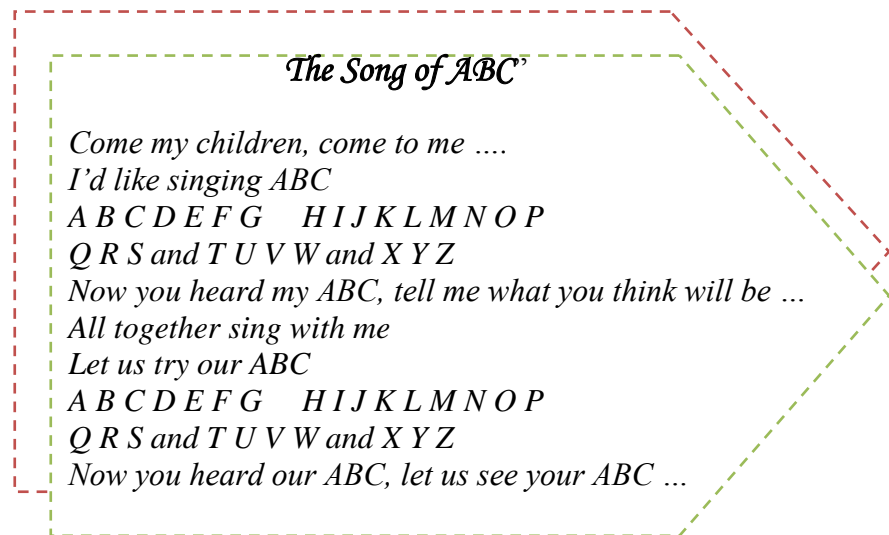 The Song of ABC”
Come my children, come to me ….
I’d like singing ABC
A B C D E F G H I J K L M N O P
Q R S and T U V W and X Y Z
Now you heard my ABC, tell me what you think will be …
All together sing with me
Let us try our ABC
A B C D E F G H I J K L M N O P
Q R S and T U V W and X Y Z
Now you heard our ABC, let us see your ABC …